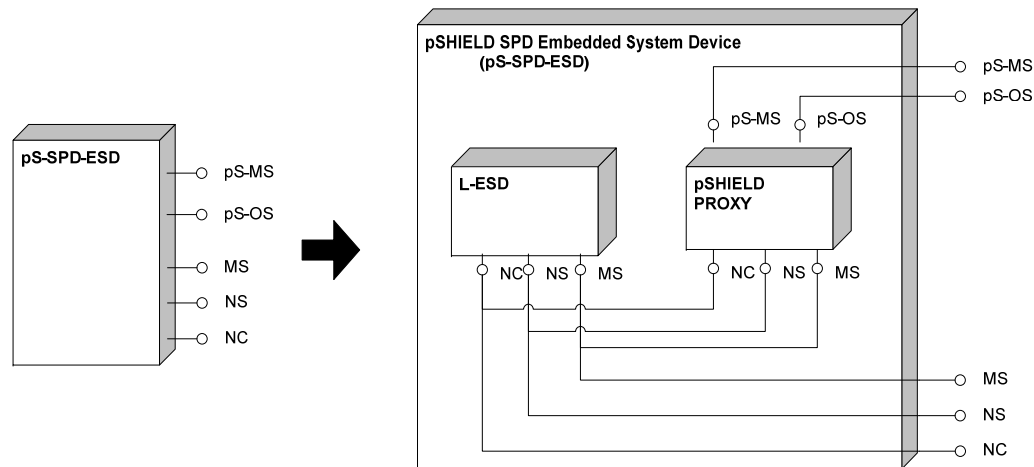 pS-SPD-ESD
pS-MS
pS-OS
MS
NS
NC
pSHIELD SPD Embedded System Device
(pS-SPD-ESD)
pS-MS
pS-OS
pS-MS
pS-OS
L-ESD
pSHIELD
PROXY
NC
NS
MS
NC
NS
MS
MS
NS
NC